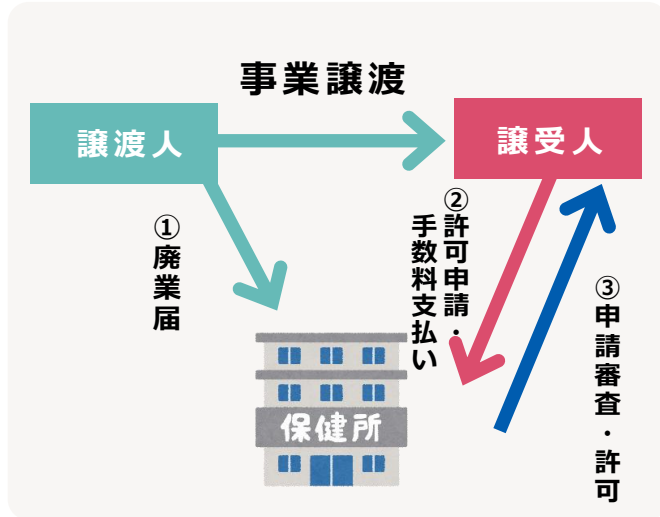 事業譲渡
譲渡人
譲受人
①廃業届
②許可申請・
手数料支払い
③申請審査・許可
保健所